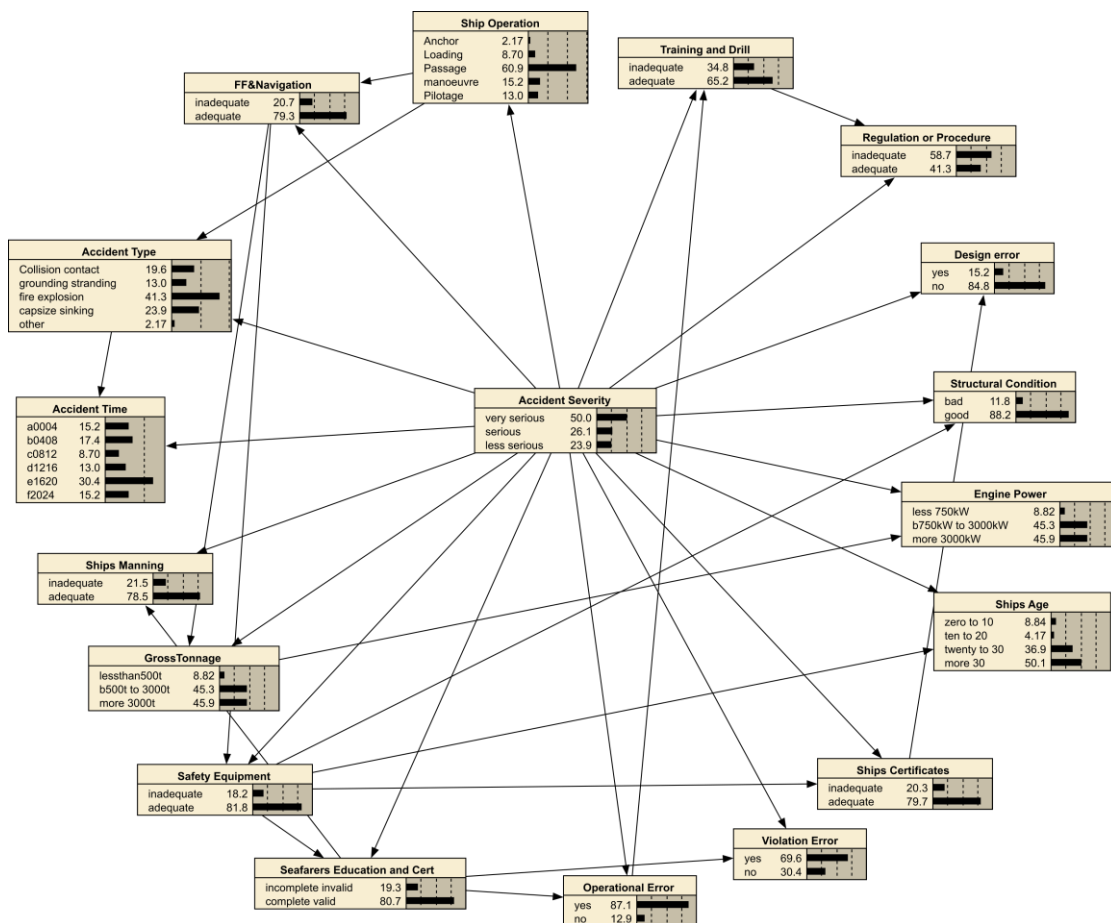 Ship Operation
Anchor 2.17
Loading 8.70
Passage 60.9
manoeuvre 15.2
Pilotage 13.0
Training and Drill
inadequate 34.8
adequate 65.2
FF&Navigation
inadequate 20.7
adequate 79.3
Regulation or Procedure
inadequate 58.7
adequate 41.3
Accident Type
Collision contact 19.6
grounding stranding 13.0
fire explosion 41.3
capsize sinking 23.9
other 2.17
Design error
yes 15.2
no 84.8
Accident Severity
very serious 50.0
serious 26.1
less serious 23.9
Structural Condition
bad 11.8
good 88.2
Accident Time
a0004 15.2
b0408 17.4
c0812 8.70
d1216 13.0
e1620 30.4
f2024 15.2
Engine Power
less 750kW 8.82
b750kW to 3000kW 45.3
more 3000kW 45.9
Ships Manning
inadequate 21.5
adequate 78.5
Ships Age
zero to 10 8.84
ten to 20 4.17
twenty to 30 36.9
more 30 50.1
GrossTonnage
lessthan500t 8.82
b500t to 3000t 45.3
more 3000t 45.9
Safety Equipment
inadequate 18.2
adequate 81.8
Ships Certificates
inadequate 20.3
adequate 79.7
Violation Error
yes 69.6
no 30.4
Seafarers Education and Cert
incomplete invalid 19.3
complete valid 80.7
Operational Error
yes 87.1
no 12.9